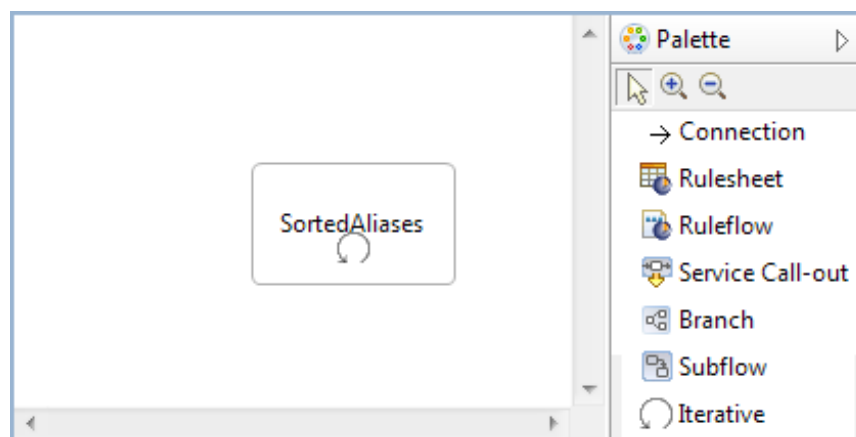 SortedAliases
Palette
Connection
Rulesheet
Ruleflow
Service Call-out
Branch
Subflow
Iterative